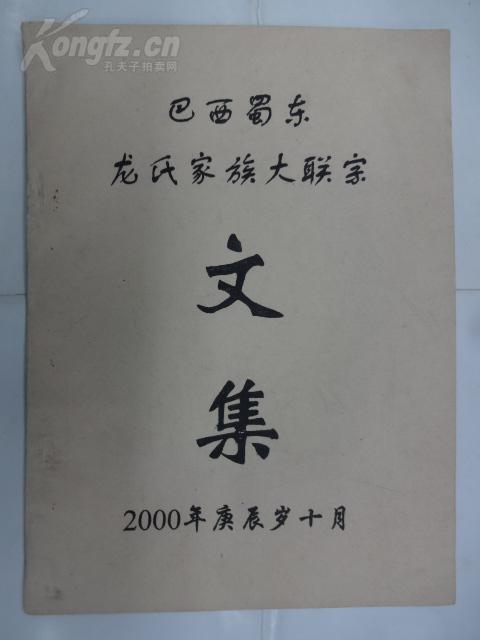 Kongfz.cn
孔夫子拍卖网
巴西蜀东
龙氏家族大联宗
文
集
2000年庚辰岁十月